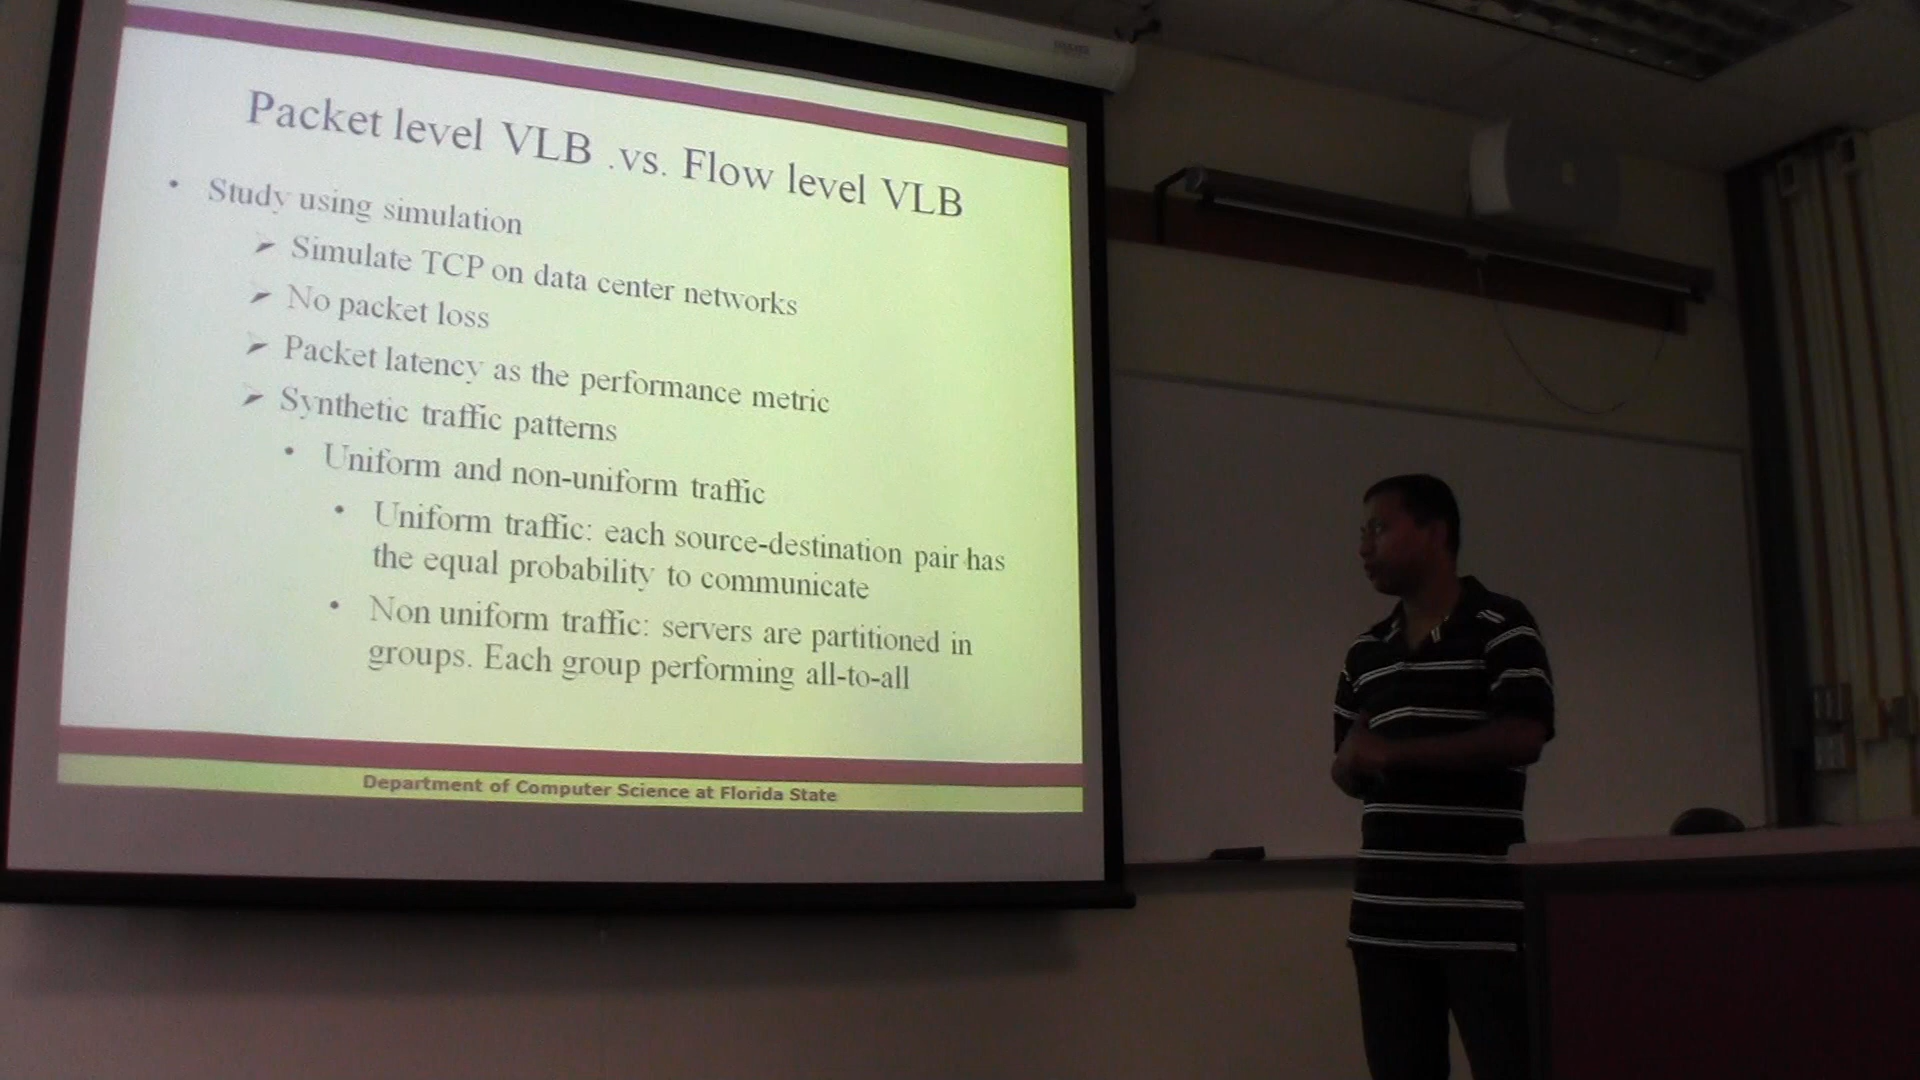 Packet level VLB .vs. Flow level VLB
• Study using simulation
➢ Simulate TCP on data center networks
➢ No packet loss
➢ Packet latency as the performance metric
➢ Synthetic traffic patterns
• Uniform and non-uniform traffic
• Uniform traffic: each source-destination pair has
the equal probability to communicate
• Non uniform traffic: servers are partitioned in
groups. Each group performing all-to-all
Department of Computer Science at Florida State